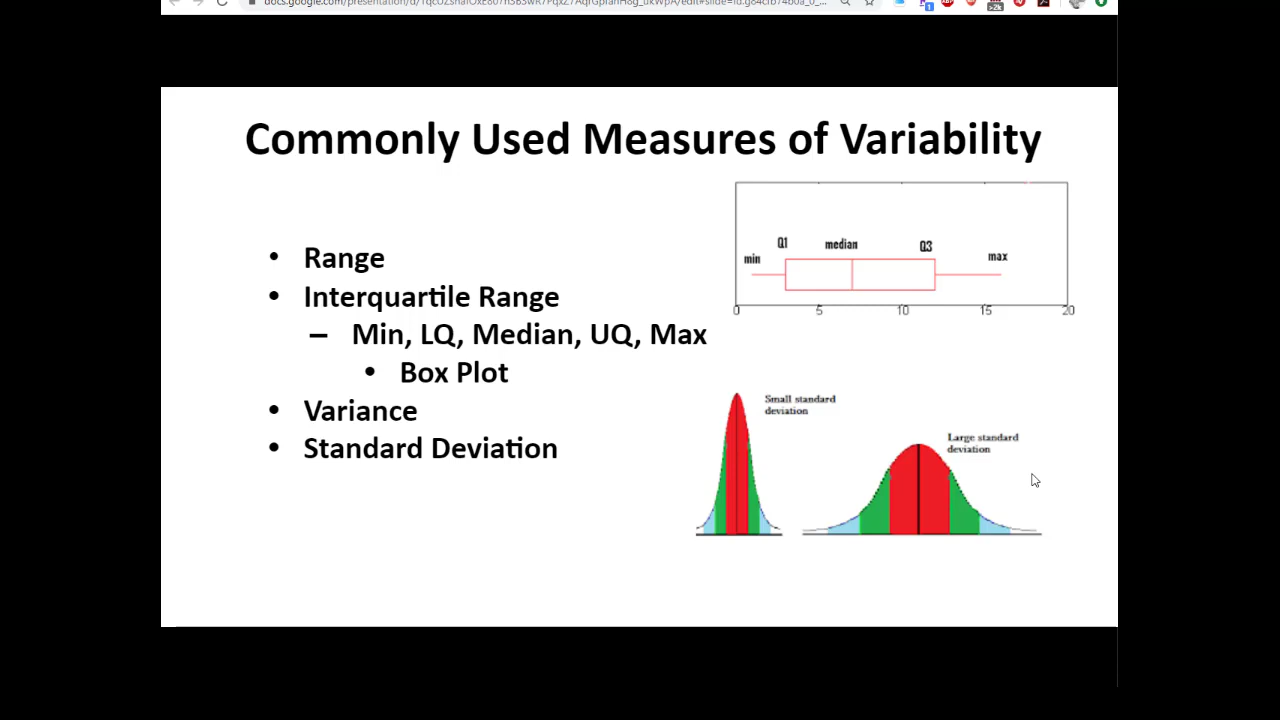 Commonly Used Measures of Variability
• Range
• Interquartile Range
– Min, LQ, Median, UQ, Max
• Box Plot
• Variance
• Standard Deviation
Q1 median Q3
min max
0 5 10 15 20
Small standard
deviation
Large standard
deviation